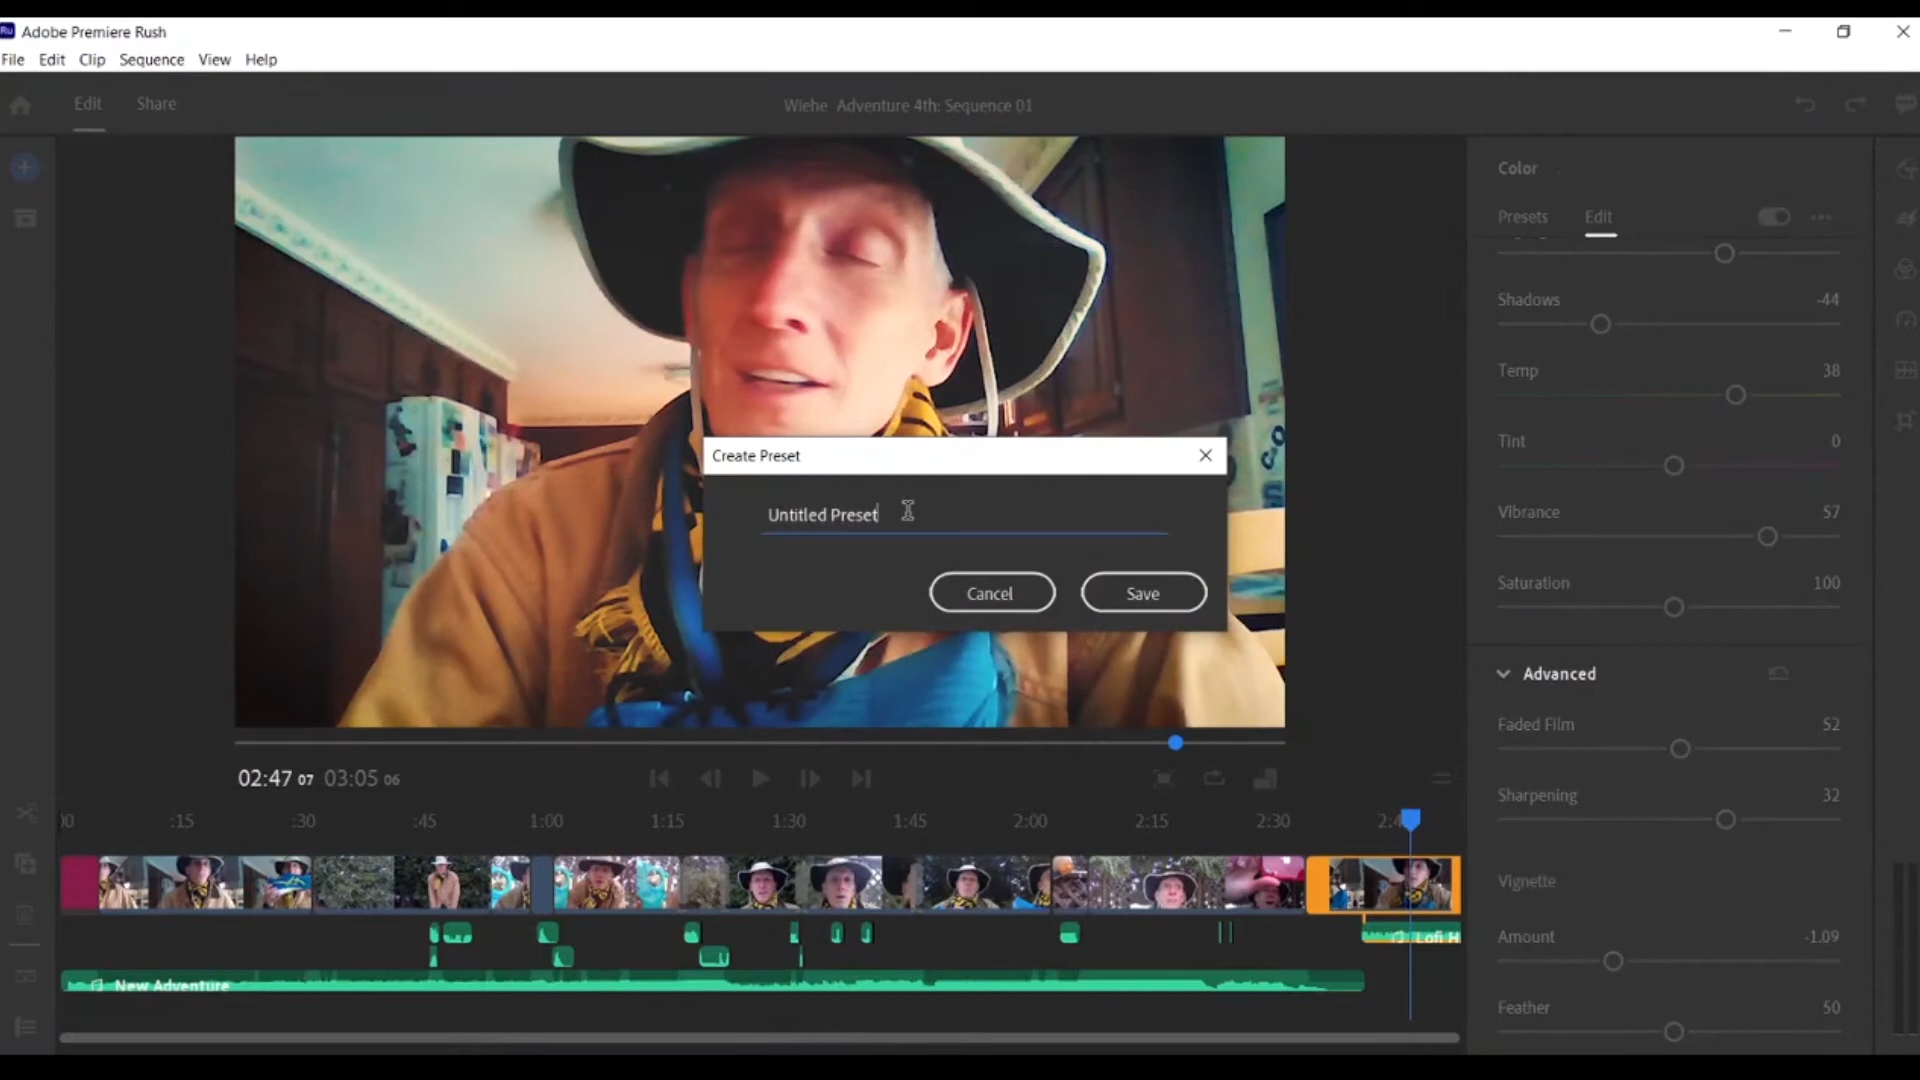 Ru Adobe Premiere Rush
File Edit Clip Sequence View Help
Edit Share
Wiehe Adventure 4th: Sequence 01
Color
Presets Edit
Shadows -44
Temp 38
Tint 0
Vibrance 57
Saturation 100
Advanced
Faded Film 52
Sharpening 32
Vignette
Amount -1.09
Feather 50
Create Preset
Untitled Preset
Cancel Save
02:47 07 03:05 06
:15 :30 :45 1:00 1:15 1:30 1:45 2:00 2:15 2:30
Lofi H
New Adventure